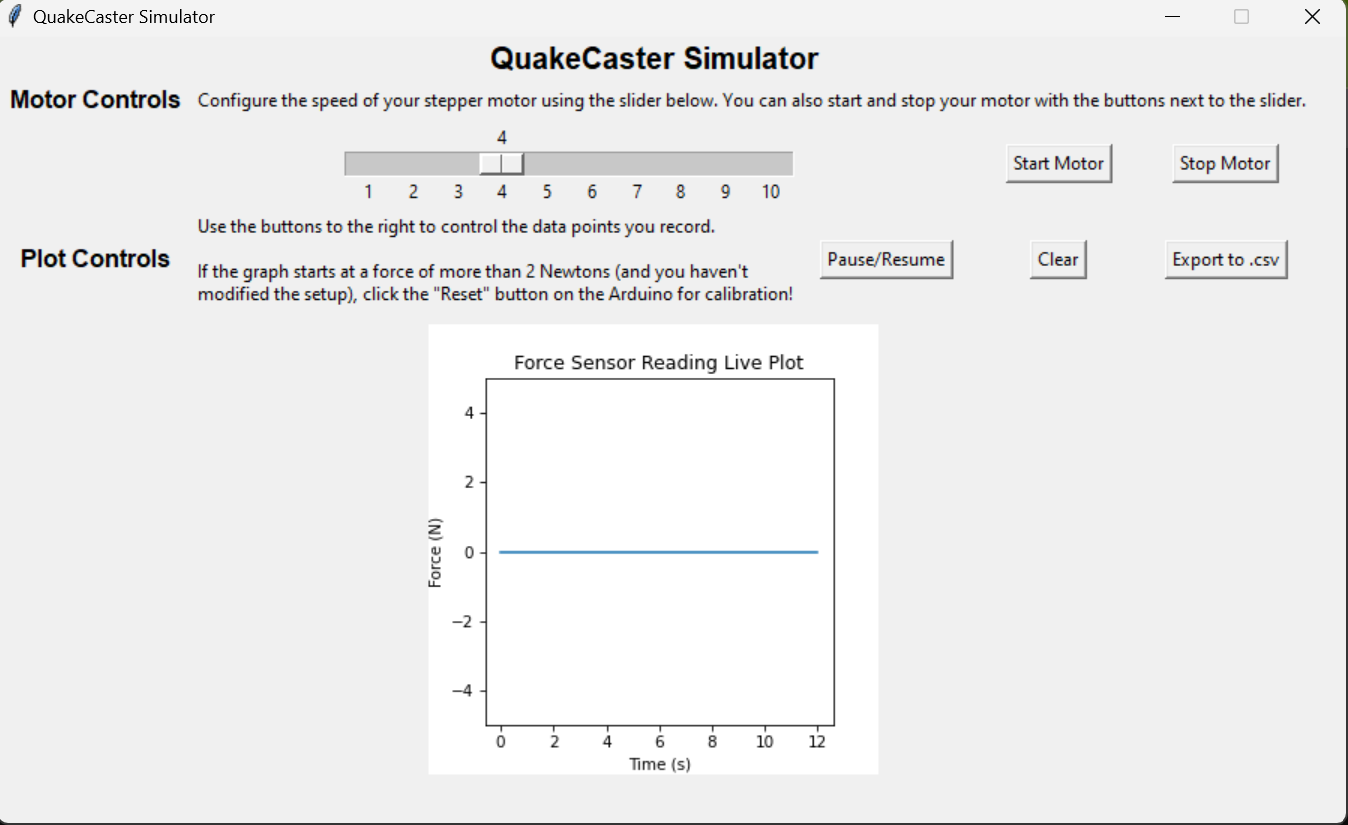 QuakeCaster Simulator
QuakeCaster Simulator
Motor Controls
Configure the speed of your stepper motor using the slider below. You can also start and stop your motor with the buttons next to the slider.
4
1 2 3 4 5 6 7 8 9 10
Start Motor
Stop Motor
Plot Controls
Use the buttons to the right to control the data points you record.
If the graph starts at a force of more than 2 Newtons (and you haven't
modified the setup), click the "Reset" button on the Arduino for calibration!
Pause/Resume
Clear
Export to .csv
Force Sensor Reading Live Plot
Force (N)
4
2
0
−2
−4
0 2 4 6 8 10 12
Time (s)